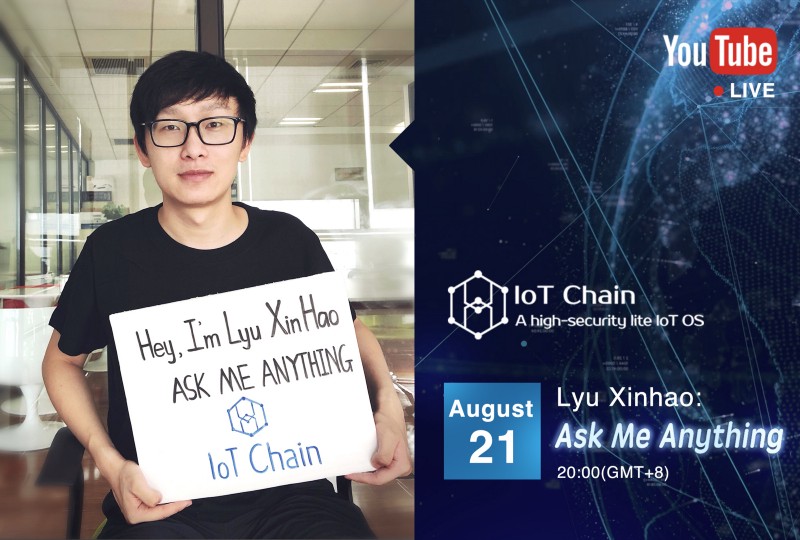 Hey, I'm Lyu XinHao
ASK ME ANYTHING
IoT Chain
YouTube
LIVE
IoT Chain
A high-security lite IoT OS
August
21
Lyu Xinhao:
Ask Me Anything
20:00(GMT+8)